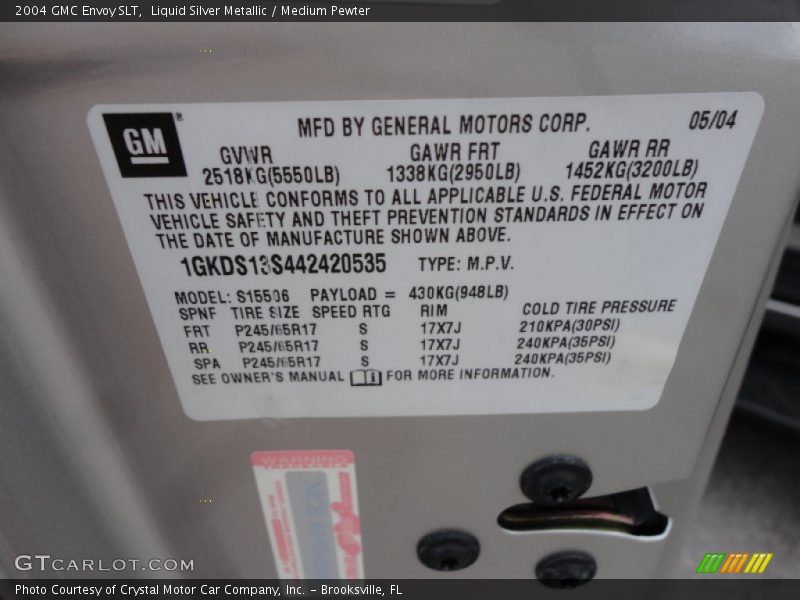 2004 GMC Envoy SLT, Liquid Silver Metallic / Medium Pewter
GM ®
MFD BY GENERAL MOTORS CORP. 05/04
GVWR GAWR FRT GAWR RR
2518KG(5550LB) 1338KG(2950LB) 1452KG(3200LB)
THIS VEHICLE CONFORMS TO ALL APPLICABLE U.S. FEDERAL MOTOR
VEHICLE SAFETY AND THEFT PREVENTION STANDARDS IN EFFECT ON
THE DATE OF MANUFACTURE SHOWN ABOVE.
1GKDS13S442420535 TYPE: M.P.V.
MODEL: S15506 PAYLOAD = 430KG(948LB)
SPNF TIRE SIZE SPEED RTG RIM COLD TIRE PRESSURE
FRT P245/65R17 S 17X7J 210KPA(30PSI)
RR P245/65R17 S 17X7J 240KPA(35PSI)
SPA P245/65R17 S 17X7J 240KPA(35PSI)
SEE OWNER'S MANUAL FOR MORE INFORMATION.
WARNING
TRACEABLE
GTCARLOT.COM
Photo Courtesy of Crystal Motor Car Company, Inc. - Brooksville, FL